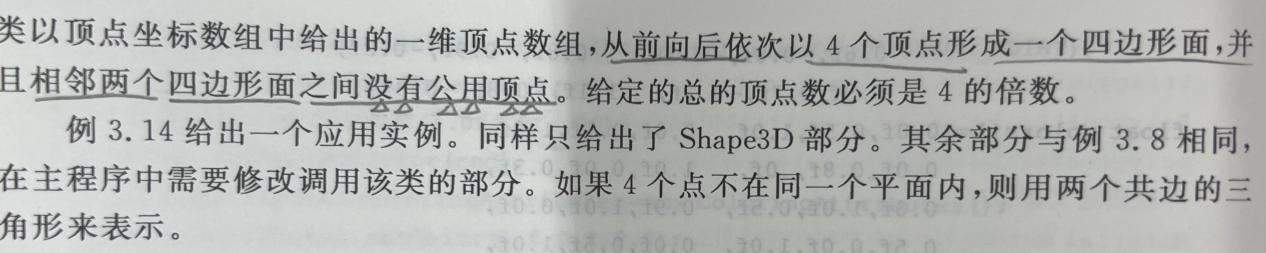 类以顶点坐标数组中给出的一维顶点数组,从前向后依次以 4 个顶点形成一个四边形面,并
且相邻两个四边形面之间没有公用顶点。给定的总的顶点数必须是 4 的倍数。
例 3.14 给出一个应用实例。同样只给出了 Shape3D 部分。其余部分与例 3.8 相同,
在主程序中需要修改调用该类的部分。如果 4 个点不在同一个平面内,则用两个共边的三
角形来表示。